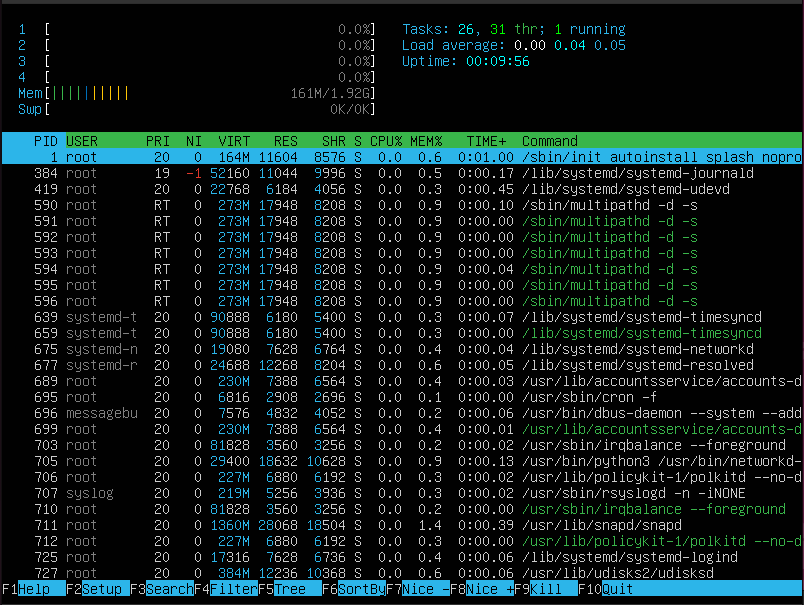 1 [ 0.0%] Tasks: 26, 31 thr; 1 running
2 [ 0.0%] Load average: 0.00 0.04 0.05
3 [ 0.0%] Uptime: 00:09:56
4 [ 0.0%]
Mem[||||||||||| 161M/1.92G]
Swp[ 0K/0K]
PID USER PRI NI VIRT RES SHR S CPU% MEM% TIME+ Command
1 root 20 0 164M 11604 8576 S 0.0 0.6 0:01.00 /sbin/init autoinstall splash nopro
384 root 19 -1 52160 11044 9996 S 0.0 0.5 0:00.17 /lib/systemd/systemd-journald
419 root 20 0 22768 6184 4056 S 0.0 0.3 0:00.45 /lib/systemd/systemd-udevd
590 root RT 0 273M 17948 8208 S 0.0 0.9 0:00.10 /sbin/multipathd -d -s
591 root RT 0 273M 17948 8208 S 0.0 0.9 0:00.00 /sbin/multipathd -d -s
592 root RT 0 273M 17948 8208 S 0.0 0.9 0:00.00 /sbin/multipathd -d -s
593 root RT 0 273M 17948 8208 S 0.0 0.9 0:00.00 /sbin/multipathd -d -s
594 root RT 0 273M 17948 8208 S 0.0 0.9 0:00.04 /sbin/multipathd -d -s
595 root RT 0 273M 17948 8208 S 0.0 0.9 0:00.00 /sbin/multipathd -d -s
596 root RT 0 273M 17948 8208 S 0.0 0.9 0:00.00 /sbin/multipathd -d -s
639 systemd-t 20 0 90888 6180 5400 S 0.0 0.3 0:00.07 /lib/systemd/systemd-timesyncd
659 systemd-t 20 0 90888 6180 5400 S 0.0 0.3 0:00.00 /lib/systemd/systemd-timesyncd
675 systemd-n 20 0 19080 7628 6764 S 0.0 0.4 0:00.04 /lib/systemd/systemd-networkd
677 systemd-r 20 0 24688 12268 8204 S 0.0 0.6 0:00.05 /lib/systemd/systemd-resolved
689 root 20 0 230M 7388 6564 S 0.0 0.4 0:00.03 /usr/lib/accountsservice/accounts-d
695 root 20 0 6816 2908 2696 S 0.0 0.1 0:00.00 /usr/sbin/cron -f
696 messagebu 20 0 7576 4832 4052 S 0.0 0.2 0:00.06 /usr/bin/dbus-daemon --system --add
699 root 20 0 230M 7388 6564 S 0.0 0.4 0:00.01 /usr/lib/accountsservice/accounts-d
703 root 20 0 81828 3560 3256 S 0.0 0.2 0:00.02 /usr/sbin/irqbalance --foreground
705 root 20 0 29400 18632 10628 S 0.0 0.9 0:00.13 /usr/bin/python3 /usr/bin/networkd-
706 root 20 0 227M 6880 6192 S 0.0 0.3 0:00.02 /usr/lib/policykit-1/polkitd --no-d
707 syslog 20 0 219M 5256 3936 S 0.0 0.3 0:00.02 /usr/sbin/rsyslogd -n -iNONE
710 root 20 0 81828 3560 3256 S 0.0 0.2 0:00.00 /usr/sbin/irqbalance --foreground
711 root 20 0 1360M 28068 18504 S 0.0 1.4 0:00.39 /usr/lib/snapd/snapd
712 root 20 0 227M 6880 6192 S 0.0 0.3 0:00.00 /usr/lib/policykit-1/polkitd --no-d
725 root 20 0 17316 7628 6736 S 0.0 0.4 0:00.06 /lib/systemd/systemd-logind
727 root 20 0 384M 12236 10368 S 0.0 0.6 0:00.06 /usr/lib/udisks2/udisksd
F1Help F2Setup F3SearchF4FilterF5Tree F6SortByF7Nice -F8Nice +F9Kill F10Quit